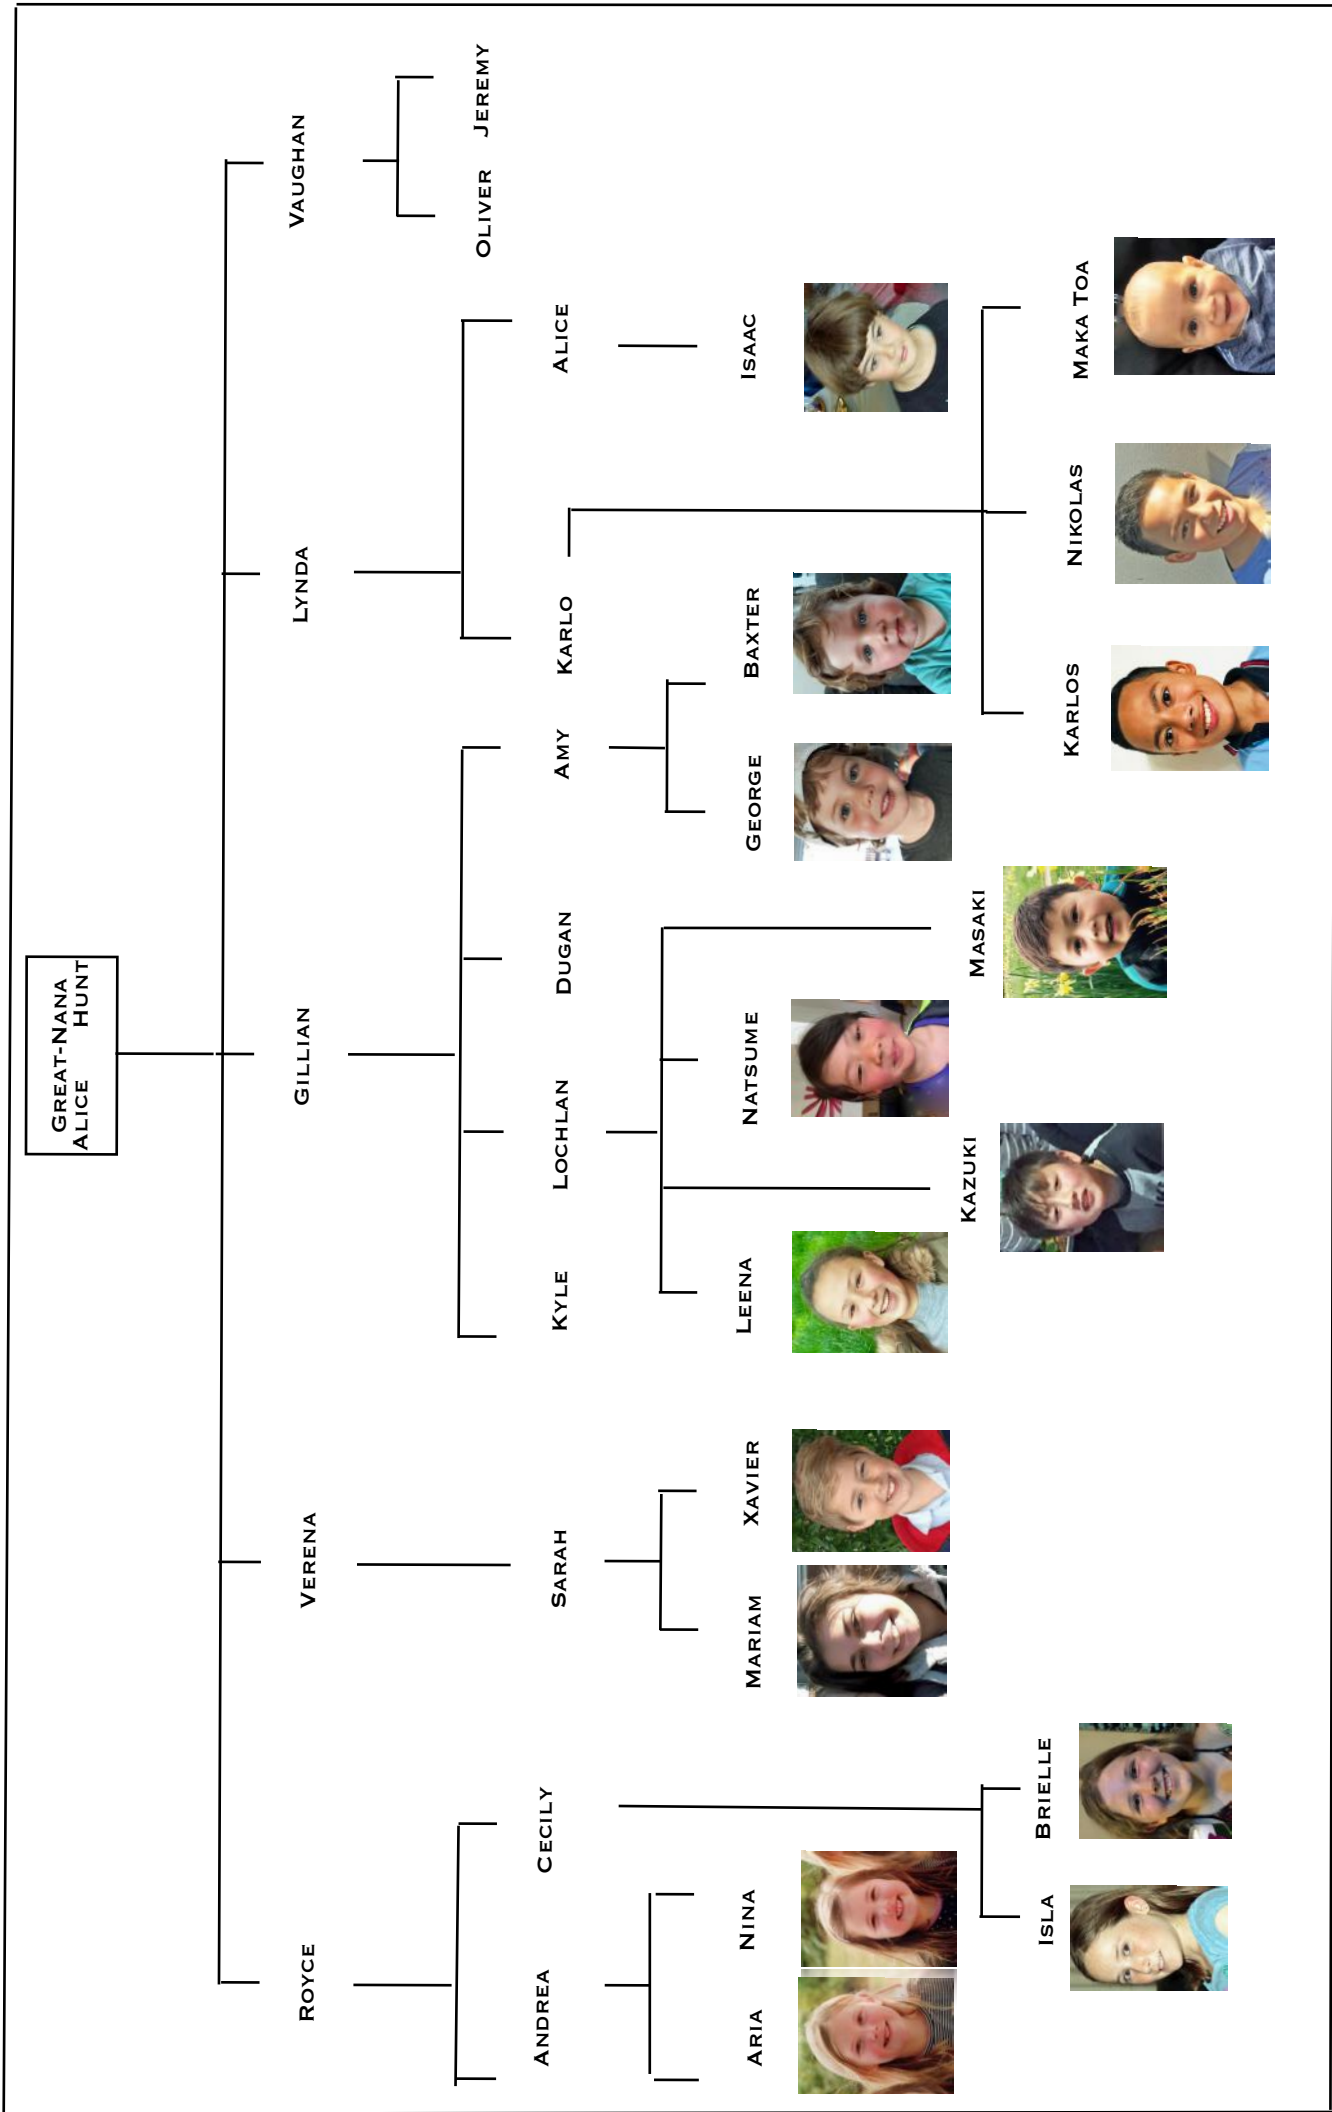 GREAT-NANA
ALICE HUNT
ROYCE
VERENA
GILLIAN
LYNDA
VAUGHAN
OLIVER
JEREMY
ANDREA
CECILY
SARAH
KYLE
LOCHLAN
DUGAN
AMY
KARLO
ALICE
ARIA
NINA
MARIAM
XAVIER
LEENA
NATSUME
GEORGE
BAXTER
ISAAC
KAZUKI
MASAKI
ISLA
BRIELLE
KARLOS
NIKOLAS
MAKA TOA